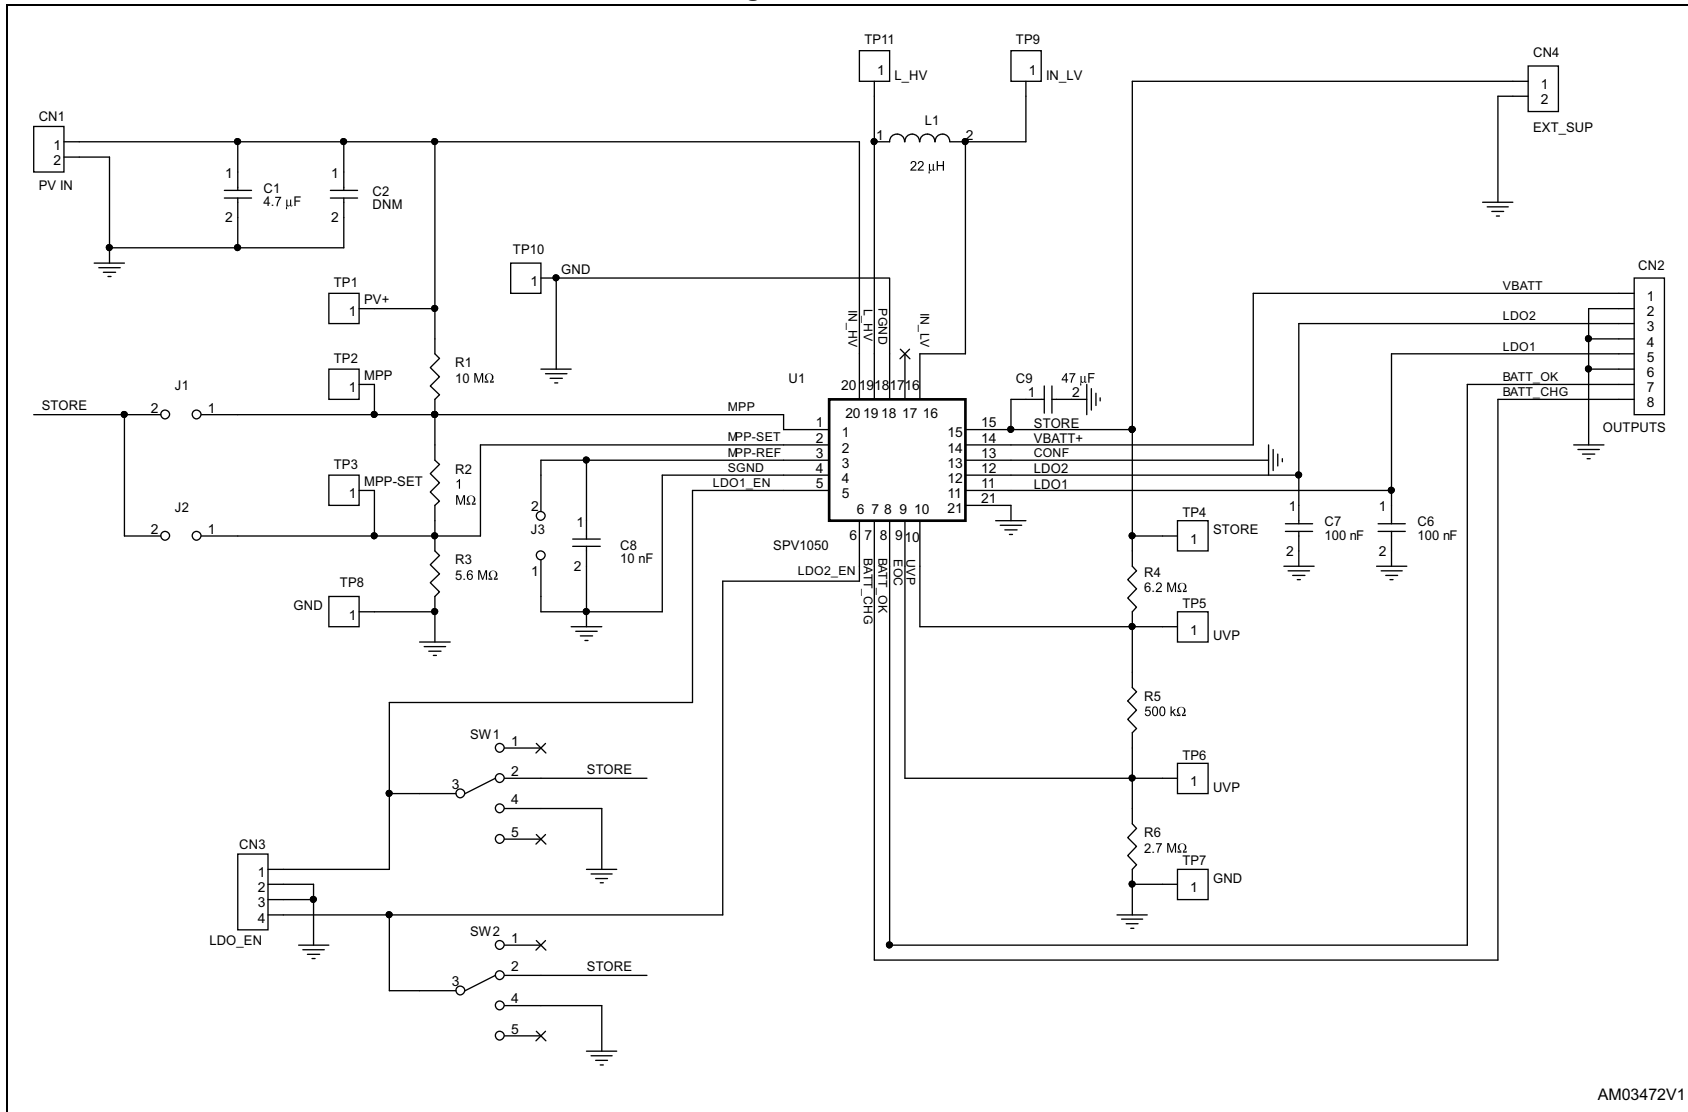 TP11
1
L_HV
TP9
1
IN_LV
CN4
1
2
EXT_SUP
CN1
1
2
PV IN
L1
1
2
22 µH
1
C1
4.7 µF
2
1
C2
DNM
2
TP10
1
GND
TP1
1
PV+
R1
10 MΩ
TP2
1
MPP
J1
STORE
2
1
R2
1
MΩ
TP3
1
MPP-SET
J2
2
1
R3
5.6 MΩ
TP8
GND
1
IN_HV
L_HV
PGND
IN_LV
U1
20 19 18 17 16
20 19 18 17 16
MPP
1
1
MPP-SET
2
2
MPP-REF
3
3
SGND
4
4
LDO1_EN
5
5
15
15
STORE
14
14
VBATT+
13
13
CONF
12
12
LDO2
11
11
LDO1
21
21
6 7 8 9 10
6 7 8 9 10
SPV1050
LDO2_EN
BATT_CHG
BATT_OK
EOC
UVP
C9
47 µF
1
2
2
J3
1
1
C8
10 nF
2
CN2
VBATT
1
2
LDO2
3
4
LDO1
5
6
BATT_OK
7
BATT_CHG
8
OUTPUTS
1
C7
100 nF
2
1
C6
100 nF
2
TP4
1
STORE
R4
6.2 MΩ
TP5
1
UVP
R5
500 kΩ
TP6
1
UVP
R6
2.7 MΩ
TP7
1
GND
SW1
1
2
STORE
3
4
5
CN3
1
2
3
4
LDO_EN
SW2
1
2
STORE
3
4
5
AM03472V1